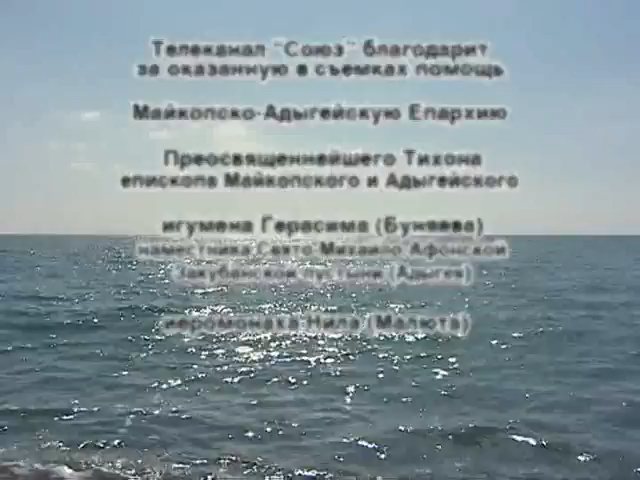 Телеканал "Союз" благодарит
за оказанную в съемках помощь
Майкопско-Адыгейскую Епархию
Преосвященнейшего Тихона
епископа Майкопского и Адыгейского
игумена Герасима (Буняева)
наместника Свято-Михайло-Афонской
Закубанской пустыни (Адыгея)
иеромонаха Нила (Малюта)